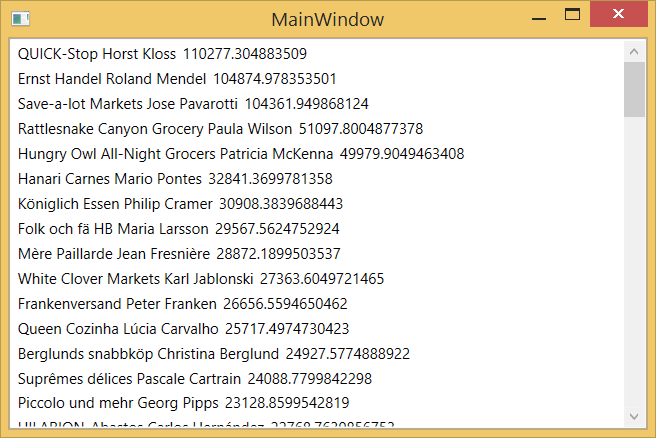 MainWindow
QUICK-Stop Horst Kloss 110277.304883509
Ernst Handel Roland Mendel 104874.978353501
Save-a-lot Markets Jose Pavarotti 104361.949868124
Rattlesnake Canyon Grocery Paula Wilson 51097.8004877378
Hungry Owl All-Night Grocers Patricia McKenna 49979.9049463408
Hanari Carnes Mario Pontes 32841.3699781358
Königlich Essen Philip Cramer 30908.3839688443
Folk och fä HB Maria Larsson 29567.5624752924
Mère Paillarde Jean Fresnière 28872.1899503537
White Clover Markets Karl Jablonski 27363.6049721465
Frankenversand Peter Franken 26656.5594650462
Queen Cozinha Lúcia Carvalho 25717.4974730423
Berglunds snabbköp Christina Berglund 24927.5774888922
Suprêmes délices Pascale Cartrain 24088.7799842298
Piccolo und mehr Georg Pipps 23128.8599542819
HILARION-Abastos Carlos Hernández